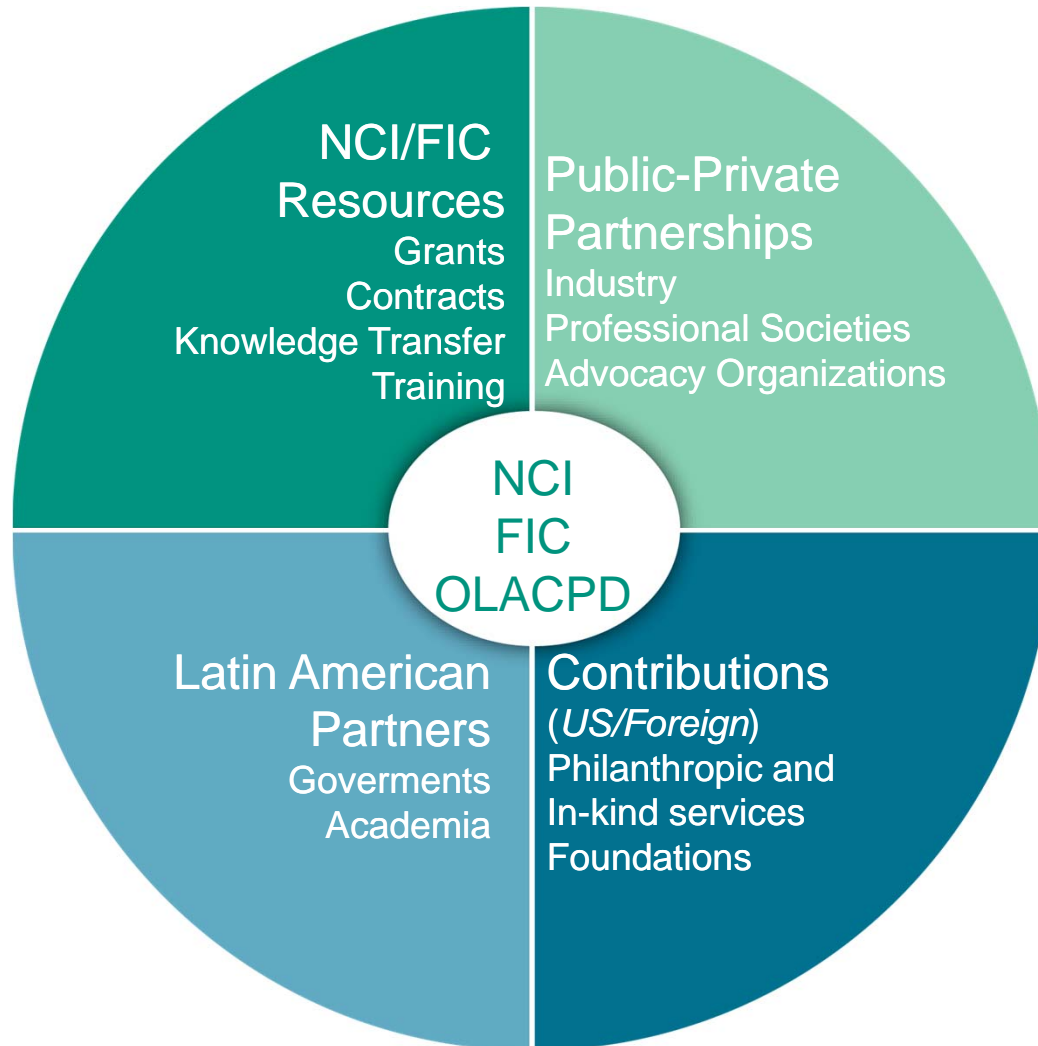 NCI/FIC
Resources
Grants
Contracts
Knowledge Transfer
Training
Public-Private
Partnerships
Industry
Professional Societies
Advocacy Organizations
NCI
FIC
OLACPD
Latin American
Partners
Goverments
Academia
Contributions
(US/Foreign)
Philanthropic and
In-kind services
Foundations